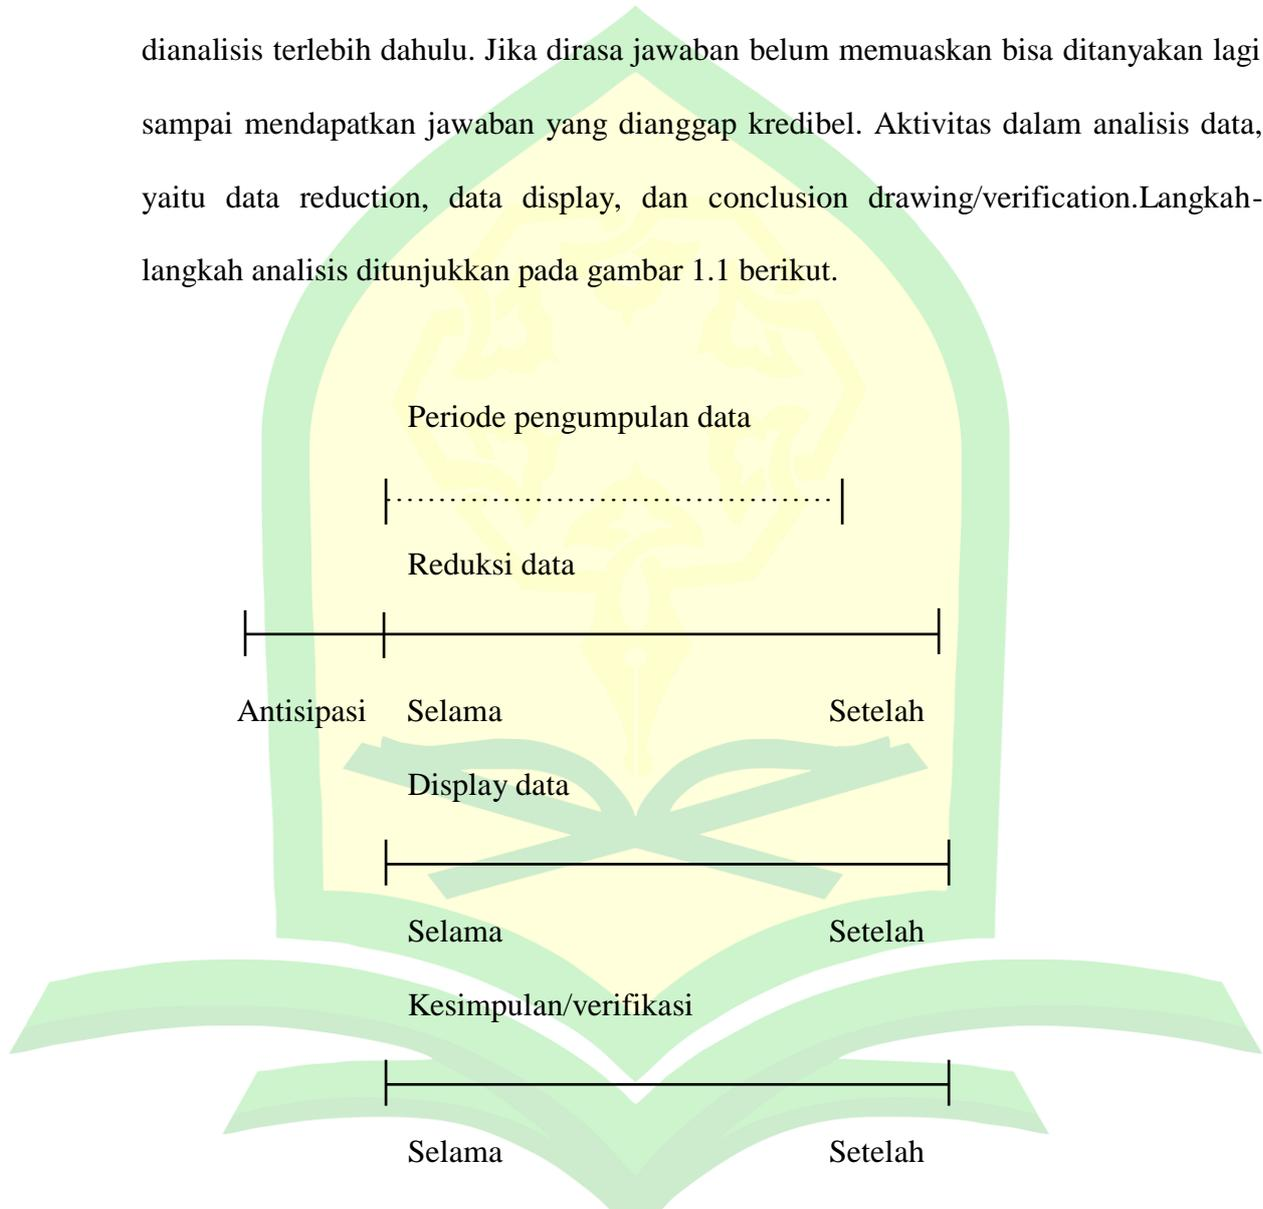 dianalisis terlebih dahulu. Jika dirasa jawaban belum memuaskan bisa ditanyakan lagi
sampai mendapatkan jawaban yang dianggap kredibel. Aktivitas dalam analisis data,
yaitu data reduction, data display, dan conclusion drawing/verification.Langkah-
langkah analisis ditunjukkan pada gambar 1.1 berikut.
Periode pengumpulan data
Reduksi data
Antisipasi Selama Setelah
Display data
Selama Setelah
Kesimpulan/verifikasi
Selama Setelah